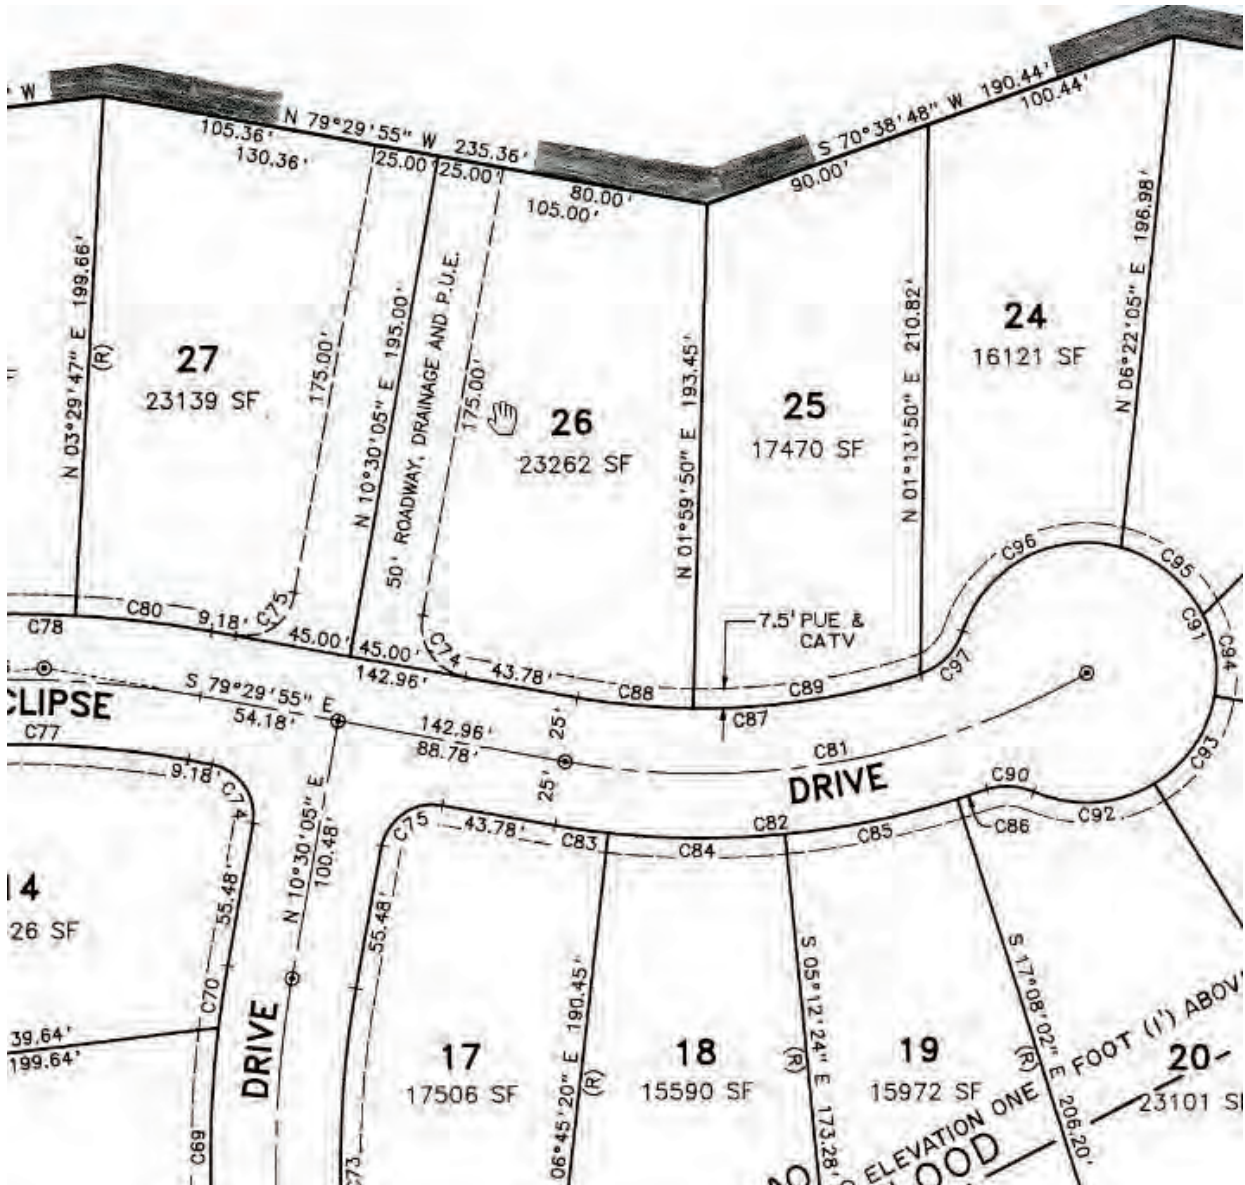 W
N 79°29'55" W 235.36'
105.36'
130.36'
25.00'
25.00'
80.00'
105.00'
S 70°38'48" W 190.44'
90.00'
100.44'
N 03°29'47" E 199.66'
(R)
27
23139 SF
175.00'
N 10°30'05" E 195.00'
50' ROADWAY, DRAINAGE AND P.U.E.
175.00'
26
23262 SF
N 01°59'50" E 193.45'
25
17470 SF
N 01°13'50" E 210.82'
24
16121 SF
N 06°22'05" E 196.98'
C96
C95
C91
C94
C93
C78
C80
9.18'
C75
45.00'
45.00'
142.96'
C74
43.78'
C88
7.5' PUE &
CATV
C89
C87
C97
CLIPSE
C77
S 79°29'55" E
54.18'
142.96'
88.78'
25'
25'
C81
DRIVE
C90
C92
C86
9.18'
C74
C75
43.78'
C83
C82
C84
C85
14
26 SF
55.48'
N 10°30'05" E
100.48'
55.48'
C70
39.64'
199.64'
DRIVE
C69
C73
17
17506 SF
06°45'20" E 190.45'
(R)
18
15590 SF
(R)
S 05°12'24" E 173.28'
19
15972 SF
S 17°08'02" E 206.20'
(R)
20
23101 SF
ELEVATION ONE FOOT (1') ABOV
OOD